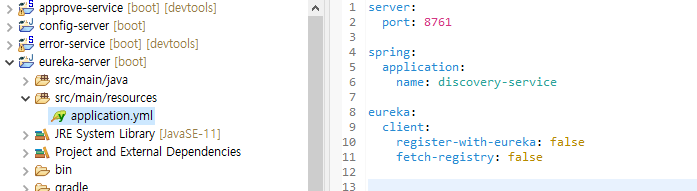 approve-service [boot] [devtools]
config-server [boot]
error-service [boot] [devtools]
eureka-server [boot]
src/main/java
src/main/resources
application.yml
JRE System Library [JavaSE-11]
Project and External Dependencies
bin
gradle
1 server:
2 port: 8761
3
4 spring:
5 application:
6 name: discovery-service
7
8 eureka:
9 client:
10 register-with-eureka: false
11 fetch-registry: false
12
13